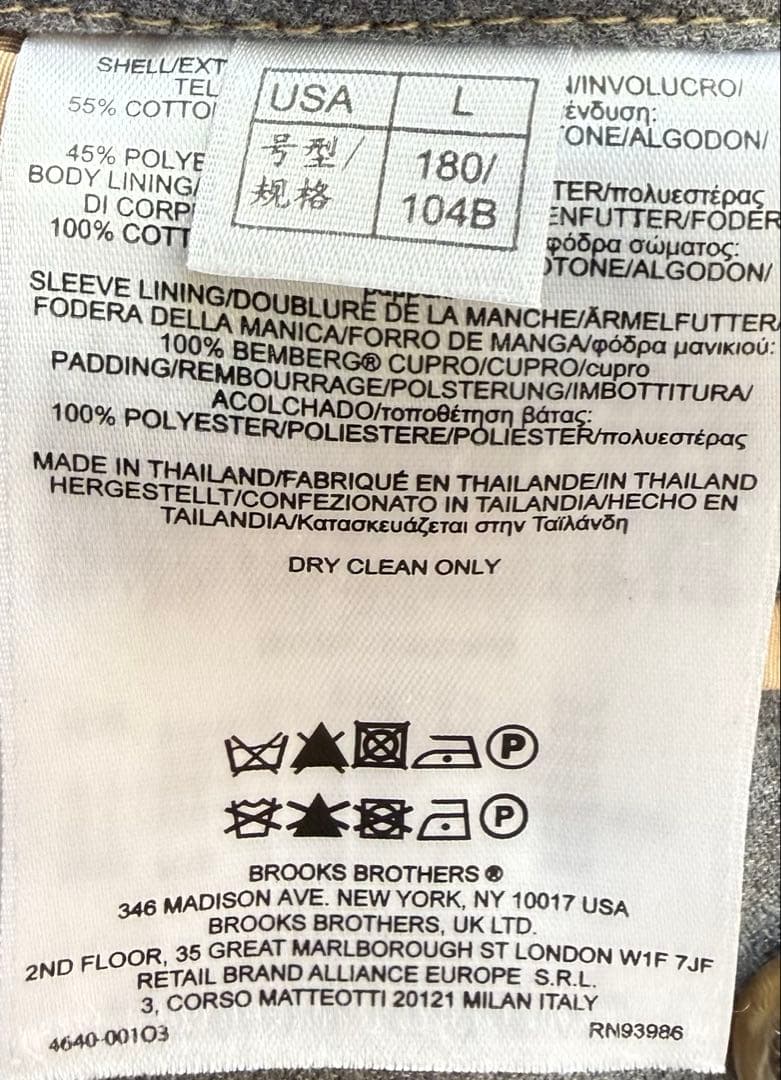 SHELL/EXT
TEL
55% COTTO
45% POLYE
BODY LINING/
DI CORP
100% COTT
USA L
号型/
规格
180/
104B
/INVOLUCRO/
ένδυση:
TONE/ALGODON/
TER/πολυεστέρας
ENFUTTER/FODER
φόδρα σώματος:
OTONE/ALGODON/
SLEEVE LINING/DOUBLURE DE LA MANCHE/ÄRMELFUTTER/
FODERA DELLA MANICA/FORRO DE MANGA/φόδρα μανικιού:
100% BEMBERG® CUPRO/CUPRO/cupro
PADDING/REMBOURRAGE/POLSTERUNG/IMBOTTITURA/
ACOLCHADO/τοποθέτηση βάτας:
100% POLYESTER/POLIESTERE/POLIESTER/πολυεστέρας
MADE IN THAILAND/FABRIQUÉ EN THAILANDE/IN THAILAND
HERGESTELLT/CONFEZIONATO IN TAILANDIA/HECHO EN
TAILANDIA/Κατασκευάζεται στην Ταϊλάνδη
DRY CLEAN ONLY
P
P
BROOKS BROTHERS ®
346 MADISON AVE. NEW YORK, NY 10017 USA
BROOKS BROTHERS, UK LTD.
2ND FLOOR, 35 GREAT MARLBOROUGH ST LONDON W1F 7JF
RETAIL BRAND ALLIANCE EUROPE S.R.L.
3, CORSO MATTEOTTI 20121 MILAN ITALY
4640-001O3 RN93986